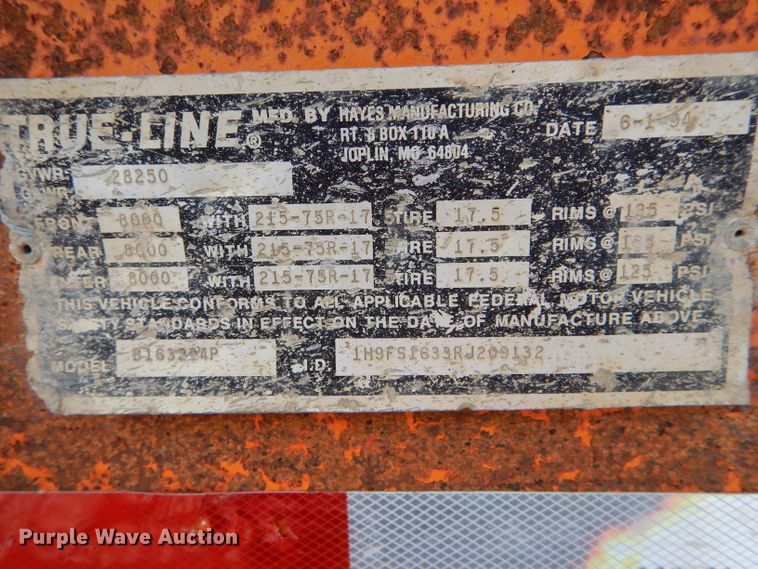 TRUE-LINE® MFD. BY HAYES MANUFACTURING CO.
RT. 6 BOX 110 A
JOPLIN, MO 64804
DATE 6-1-94
GVWR 28250
GAWR
FRONT 8000 WITH 215-75R-17.5 TIRE 17.5 RIMS @ 125 PSI
REAR 8000 WITH 215-75R-17.5 TIRE 17.5 RIMS @ 125 PSI
CENTER 8000 WITH 215-75R-17.5 TIRE 17.5 RIMS @ 125 PSI
THIS VEHICLE CONFORMS TO ALL APPLICABLE FEDERAL MOTOR VEHICLE
SAFETY STANDARDS IN EFFECT ON THE DATE OF MANUFACTURE ABOVE.
MODEL I.D. 1H9FS1633RJ209132
Purple Wave Auction